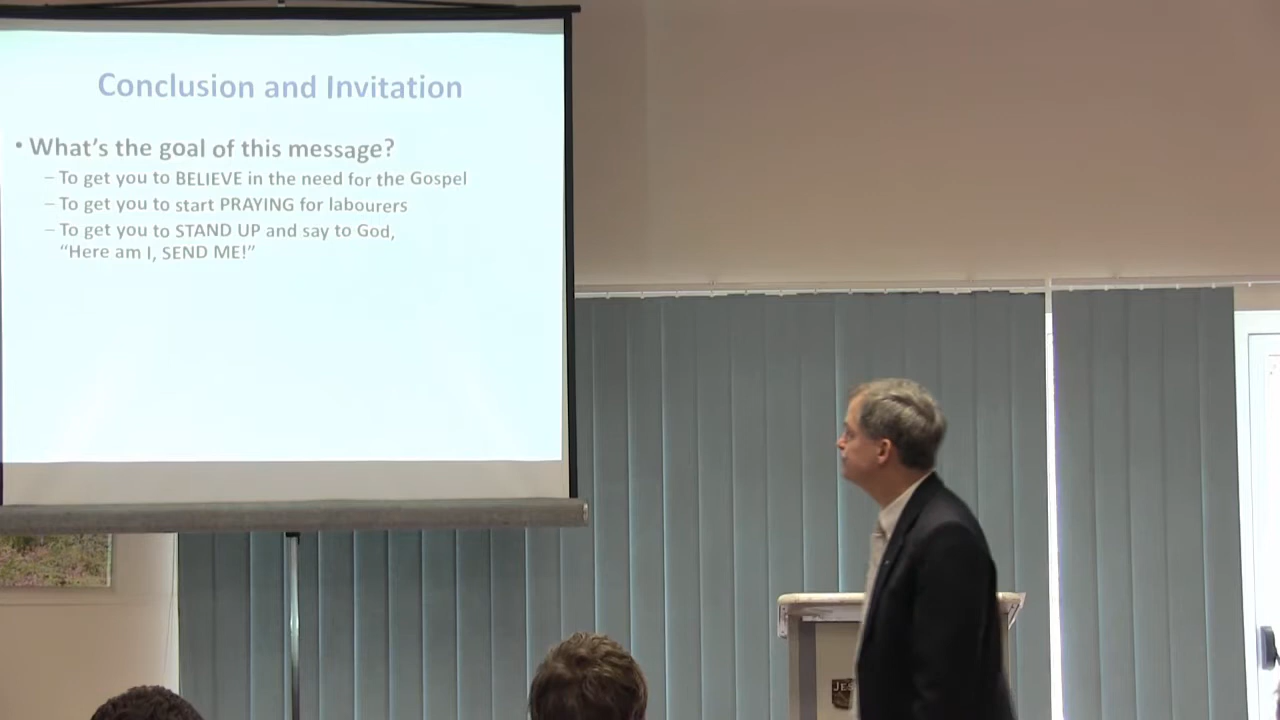 Conclusion and Invitation
• What's the goal of this message?
– To get you to BELIEVE in the need for the Gospel
– To get you to start PRAYING for labourers
– To get you to STAND UP and say to God,
“Here am I, SEND ME!”